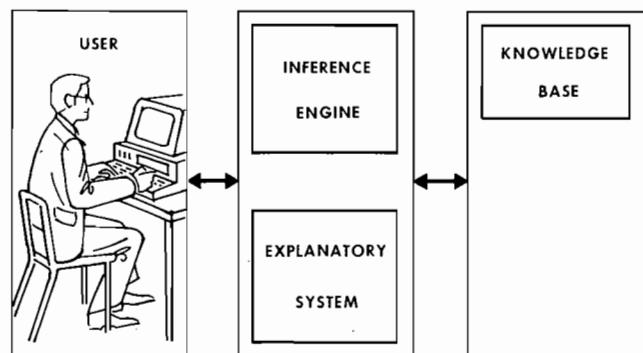 USER
INFERENCE
ENGINE
EXPLANATORY
SYSTEM
KNOWLEDGE
BASE